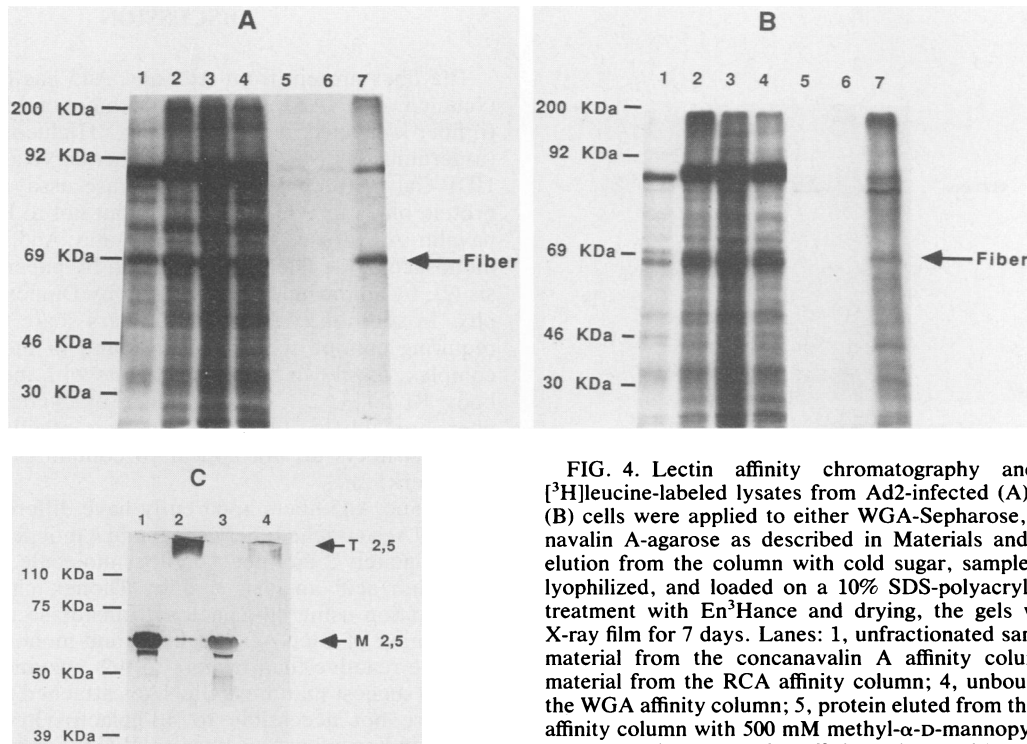 A
1 2 3 4 5 6 7
200 KDa
92 KDa
69 KDa
Fiber
46 KDa
30 KDa
B
1 2 3 4 5 6 7
200 KDa
92 KDa
69 KDa
Fiber
46 KDa
30 KDa
C
1 2 3 4
T 2,5
110 KDa
75 KDa
M 2,5
50 KDa
39 KDa
FIG. 4. Lectin affinity chromatography an
[³H]leucine-labeled lysates from Ad2-infected (A)
(B) cells were applied to either WGA-Sepharose,
navalin A-agarose as described in Materials and
elution from the column with cold sugar, sample
lyophilized, and loaded on a 10% SDS-polyacryl
treatment with En³Hance and drying, the gels
X-ray film for 7 days. Lanes: 1, unfractionated sa
material from the concanavalin A affinity colu
material from the RCA affinity column; 4, unbou
the WGA affinity column; 5, protein eluted from th
affinity column with 500 mM methyl-α-D-mannopy